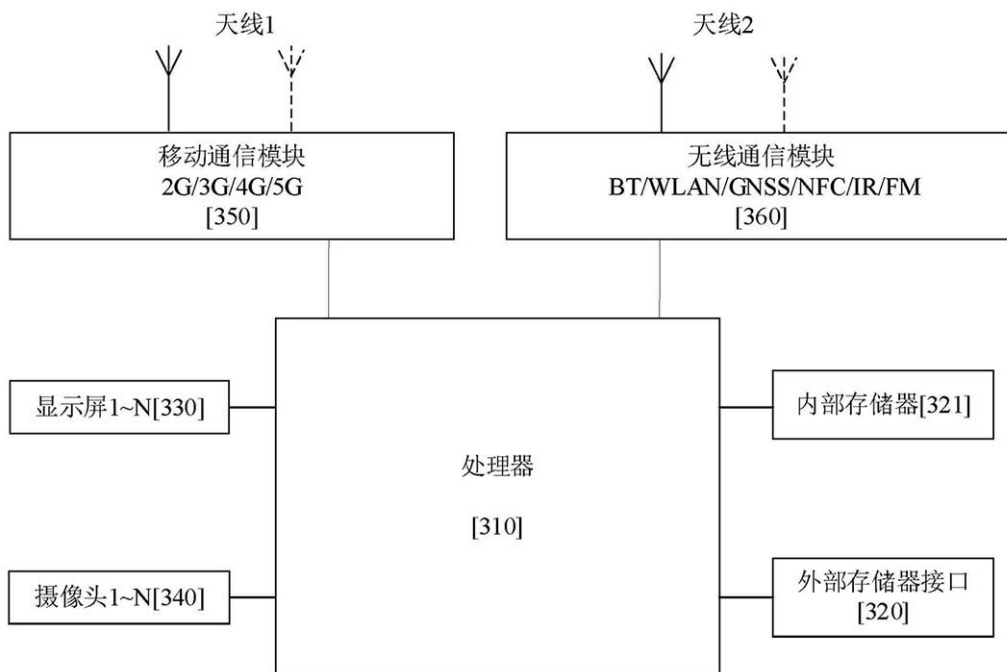 天线1
天线2
移动通信模块
2G/3G/4G/5G
[350]
无线通信模块
BT/WLAN/GNSS/NFC/IR/FM
[360]
显示屏1~N[330]
内部存储器[321]
处理器
[310]
摄像头1~N[340]
外部存储器接口
[320]